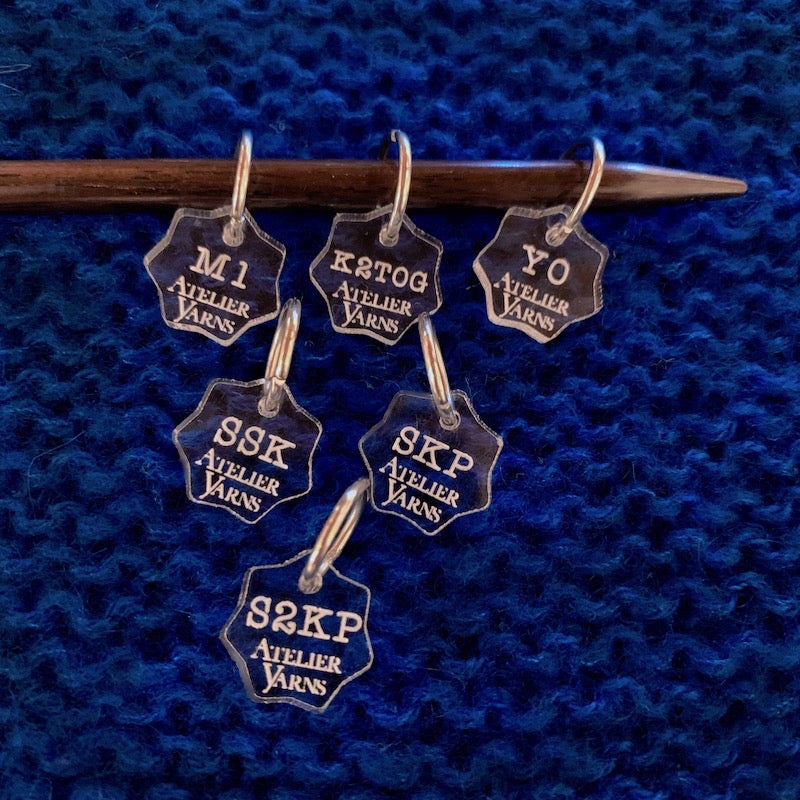 M1
ATELIER
YARNS
K2TOG
ATELIER
YARNS
YO
ATELIER
YARNS
SSK
ATELIER
YARNS
SKP
ATELIER
YARNS
S2KP
ATELIER
YARNS